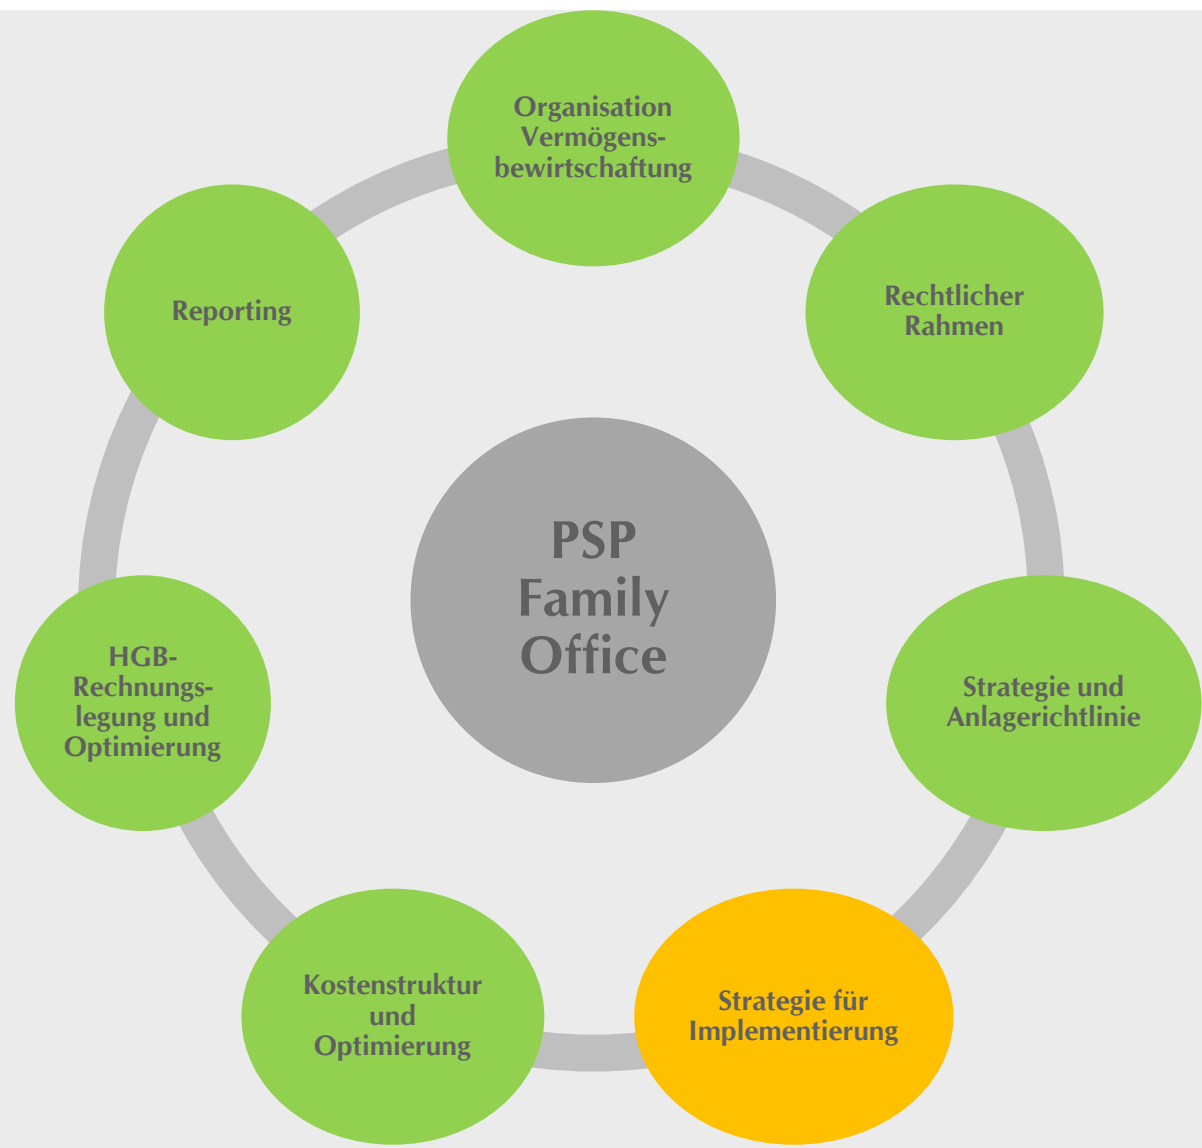 Organisation
Vermögens-
bewirtschaftung
Rechtlicher
Rahmen
Strategie und
Anlagerichtlinie
Strategie für
Implementierung
Kostenstruktur
und
Optimierung
HGB-
Rechnungs-
legung und
Optimierung
Reporting
PSP
Family
Office